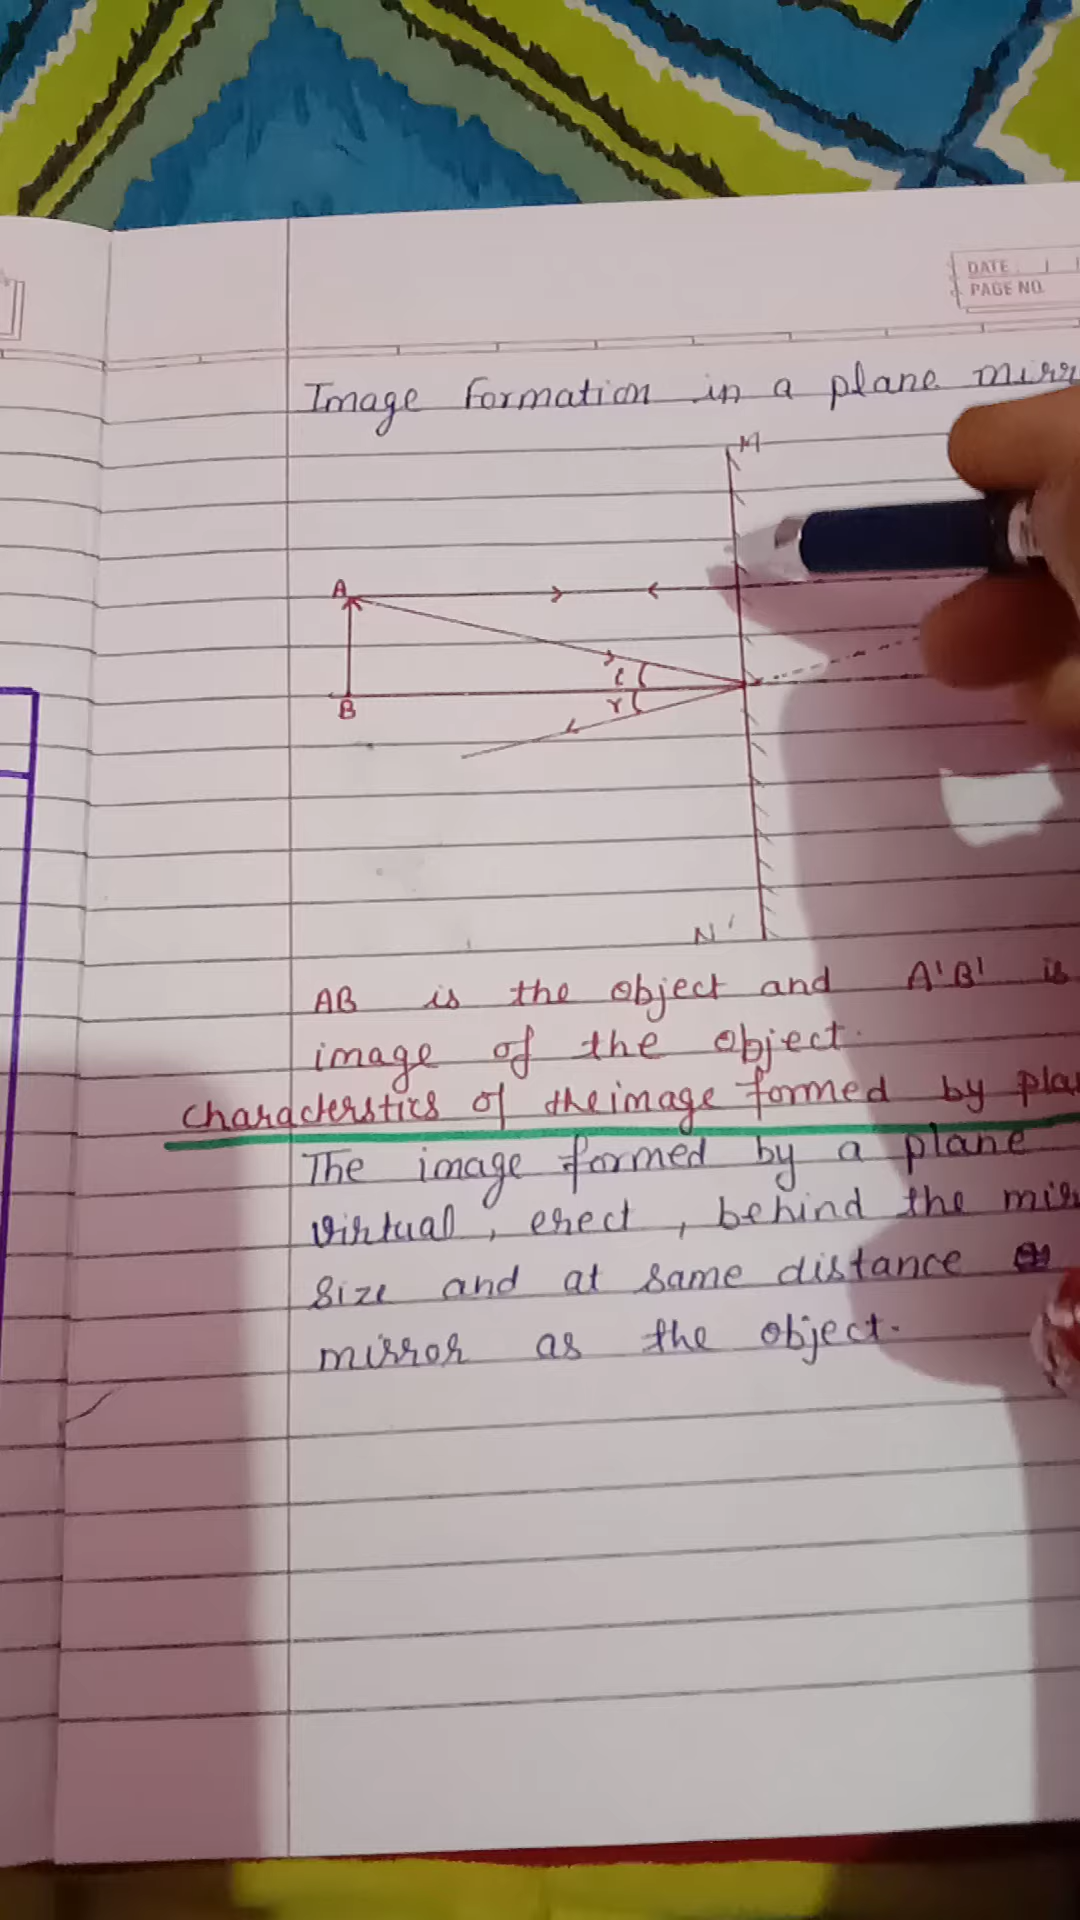 DATE
PAGE NO.
Image formation in a plane
M
A
i
B
r
N'
AB is the object and A'B' is
image of the object.
characterstics of the image formed by
The image formed by a plane
virtual, erect, behind the
size and at same distance
mirror as the object.